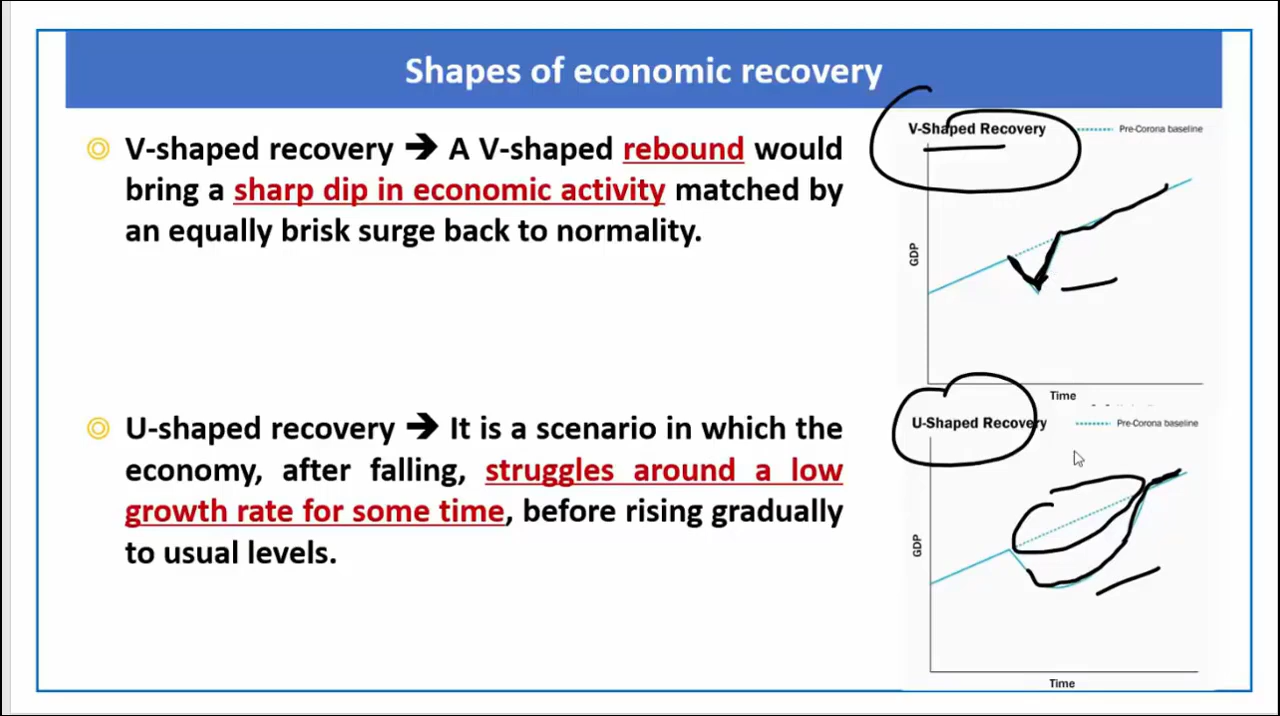 Shapes of economic recovery
V-shaped recovery ➔ A V-shaped rebound would
bring a sharp dip in economic activity matched by
an equally brisk surge back to normality.
V-Shaped Recovery
Pre-Corona baseline
GDP
Time
U-shaped recovery ➔ It is a scenario in which the
economy, after falling, struggles around a low
growth rate for some time, before rising gradually
to usual levels.
U-Shaped Recovery
Pre-Corona baseline
GDP
Time